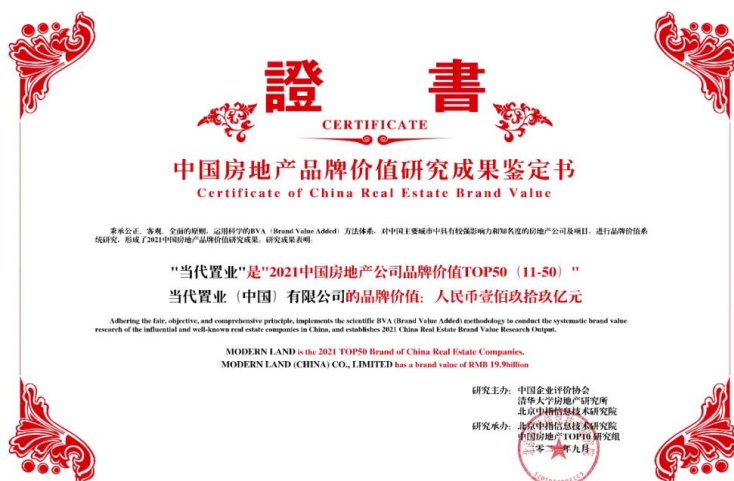 證 書
CERTIFICATE
中国房地产品牌价值研究成果鉴定书
Certificate of China Real Estate Brand Value
秉承公正、客观、全面的原则，运用科学的BVA（Brand Value Added）方法体系，对中国主要城市中具有较强影响力和知名度的房地产公司及项目，进行品牌价值系
统研究，形成了2021中国房地产品牌价值研究成果。研究成果表明：
"当代置业"是"2021中国房地产公司品牌价值TOP50（11-50）"
当代置业（中国）有限公司的品牌价值：人民币壹佰玖拾玖亿元
Adhering the fair, objective, and comprehensive principle, implements the scientific BVA (Brand Value Added) methodology to conduct the systematic brand value
research of the influential and well-known real estate companies in China, and establishes 2021 China Real Estate Brand Value Research Output.
MODERN LAND is the 2021 TOP50 Brand of China Real Estate Companies.
MODERN LAND (CHINA) CO., LIMITED has a brand value of RMB 19.9billion
研究主办：中国企业评价协会
清华大学房地产研究所
北京中指信息技术研究院
研究承办：北京中指信息技术研究院
中国房地产TOP10研究组
年九月